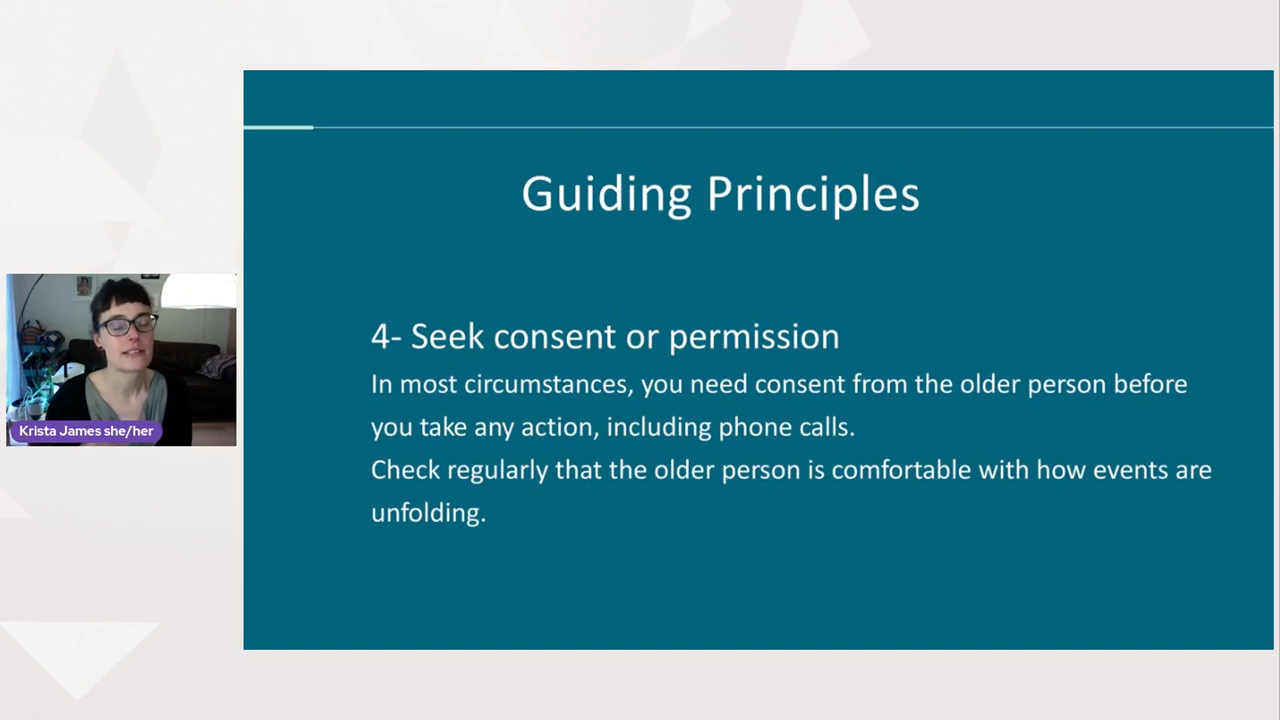 Guiding Principles
4- Seek consent or permission
In most circumstances, you need consent from the older person before
you take any action, including phone calls.
Check regularly that the older person is comfortable with how events are
unfolding.
Krista James she/her